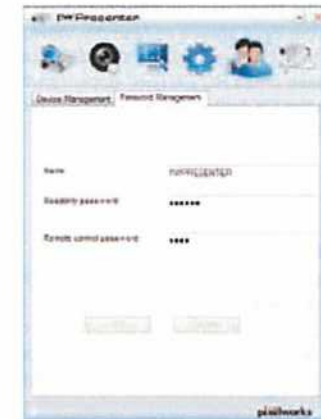 PWPresenter
Device Management Password Management
Name PWPRESENTER
Readonly password ••••••
Remote control password ••••
pixelworks